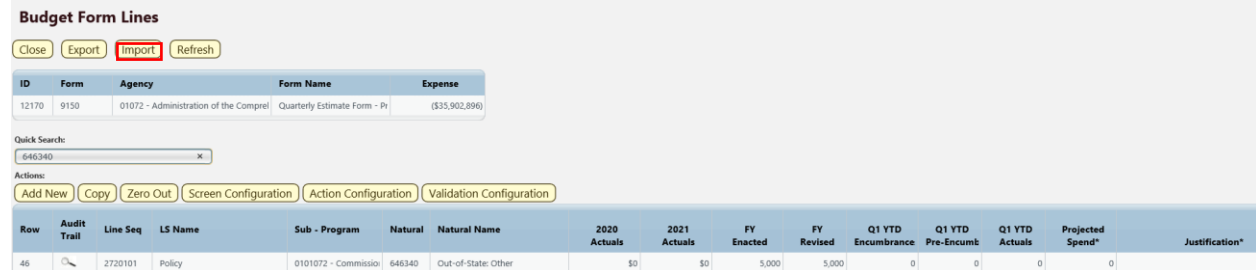 Budget Form Lines
Close Export Import Refresh
ID Form Agency Form Name Expense
12170 9150 01072 - Administration of the Comprel Quarterly Estimate Form - Pr ($35,902,896)
Quick Search:
646340 ×
Actions:
Add New Copy Zero Out Screen Configuration Action Configuration Validation Configuration
Row Audit Trail Line Seq LS Name Sub - Program Natural Natural Name 2020 Actuals 2021 Actuals FY Enacted FY Revised Q1 YTD Encumbrance Q1 YTD Pre-Encumb Q1 YTD Actuals Projected Spend* Justification*
46 2720101 Policy 0101072 - Commission 646340 Out-of-State: Other $0 $0 5,000 5,000 0 0 0 0